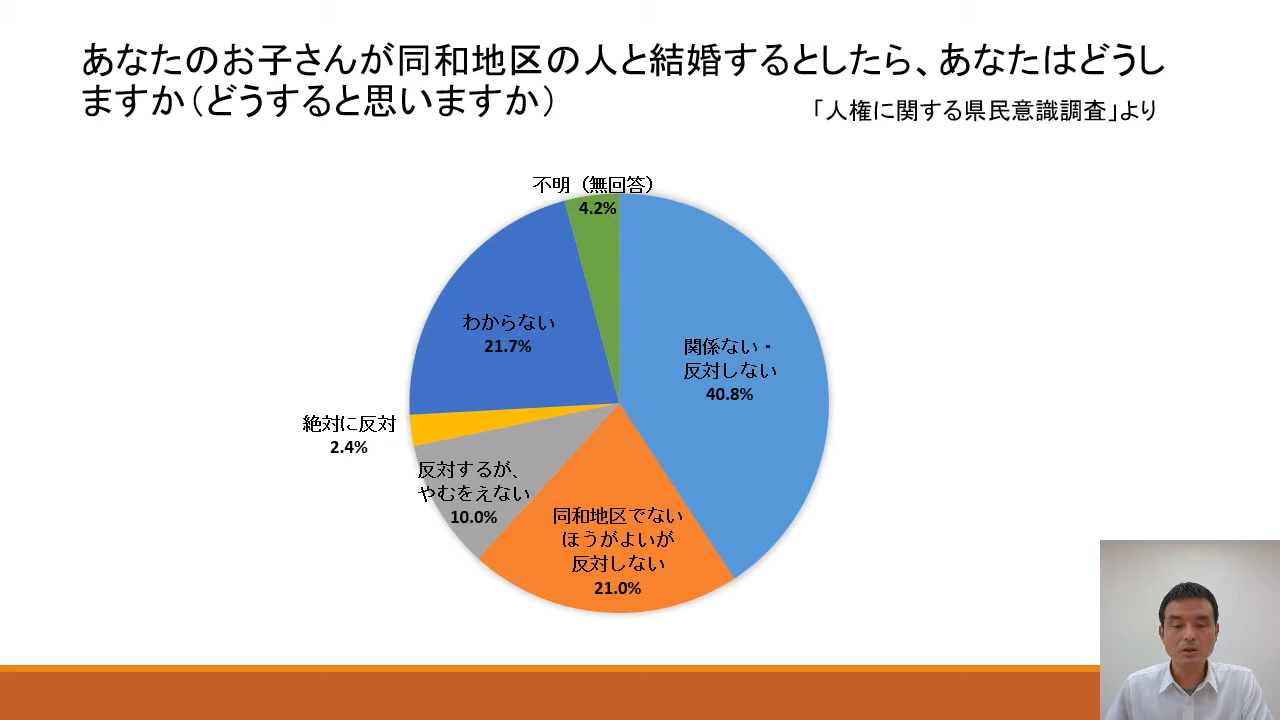 あなたのお子さんが同和地区の人と結婚するとしたら、あなたはどうし
ますか（どうすると思いますか）
「人権に関する県民意識調査」より
不明（無回答）
4.2%
わからない
21.7%
関係ない・
反対しない
40.8%
絶対に反対
2.4%
反対するが、
やむをえない
10.0%
同和地区でない
ほうがよいが
反対しない
21.0%